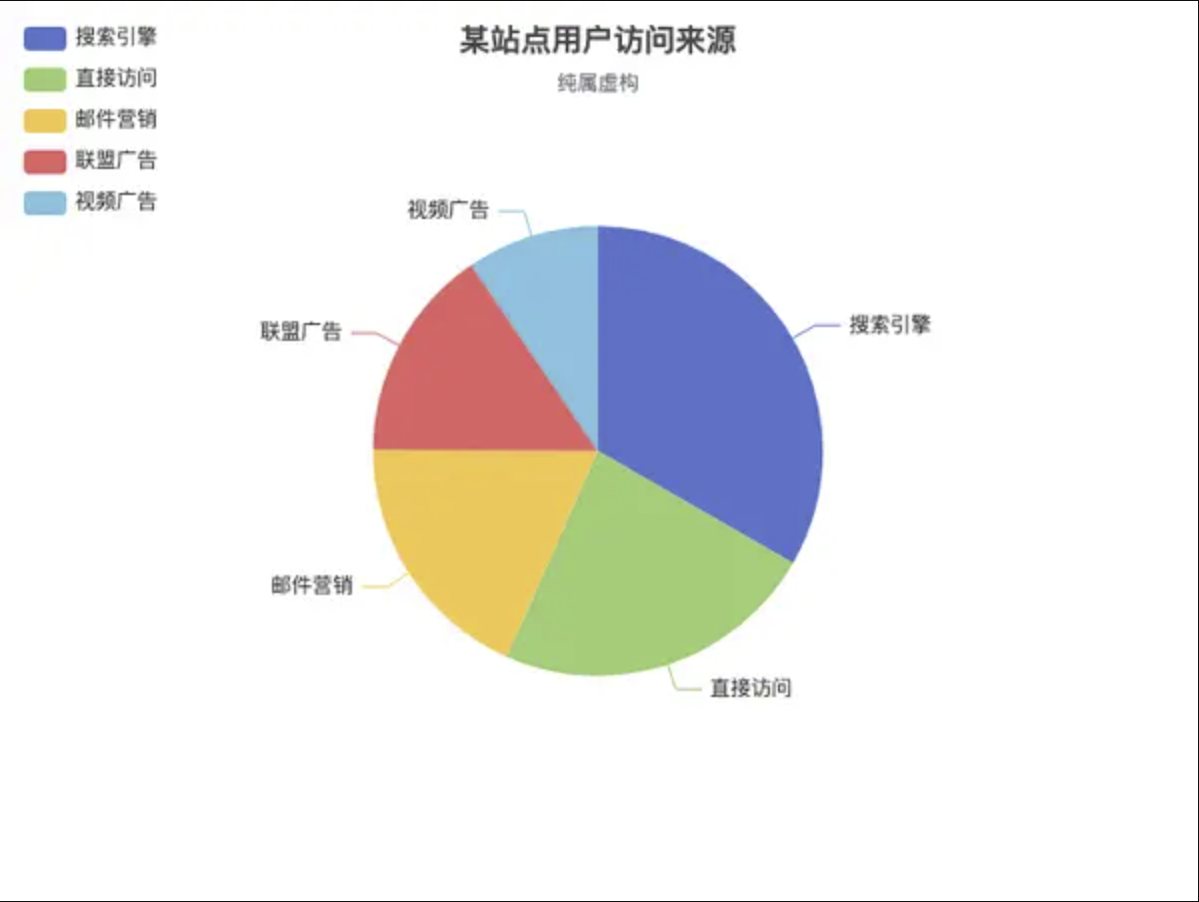 某站点用户访问来源
纯属虚构
搜索引擎
直接访问
邮件营销
联盟广告
视频广告
视频广告
搜索引擎
联盟广告
邮件营销
直接访问